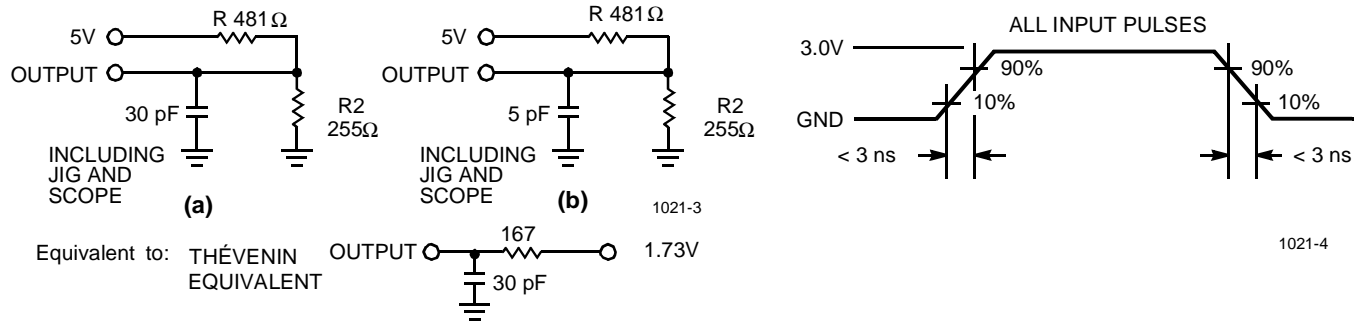 R 481Ω
5V
OUTPUT
30 pF
R2
255Ω
INCLUDING
JIG AND
SCOPE
(a)
R 481Ω
5V
OUTPUT
5 pF
R2
255Ω
INCLUDING
JIG AND
SCOPE
(b)
1021-3
Equivalent to: THÉVENIN
EQUIVALENT
OUTPUT
167
1.73V
30 pF
ALL INPUT PULSES
3.0V
90%
10%
GND
90%
10%
< 3 ns
< 3 ns
1021-4